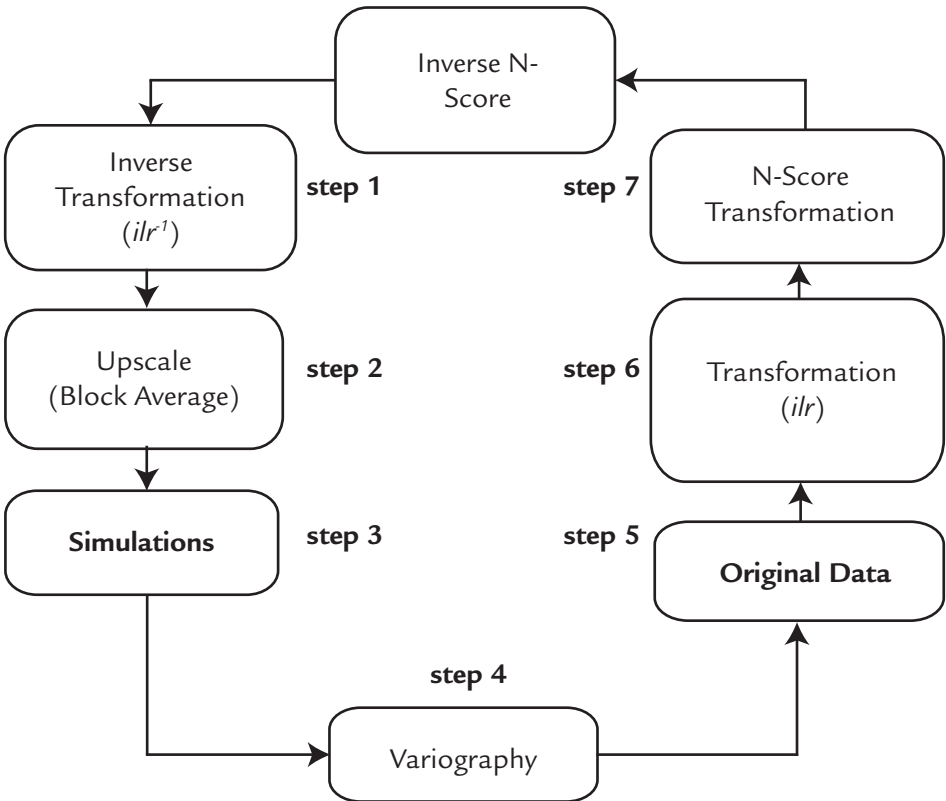 Inverse N-
Score
Inverse
Transformation
(ilr⁻¹)
step 1
step 7
N-Score
Transformation
Upscale
(Block Average)
step 2
step 6
Transformation
(ilr)
Simulations
step 3
step 5
Original Data
step 4
Variography